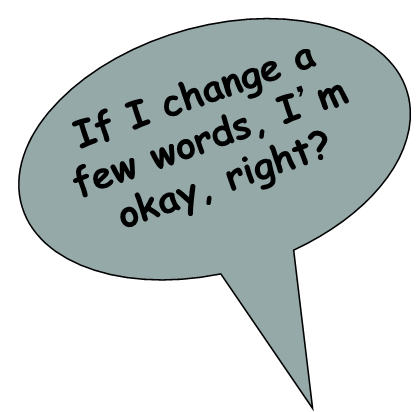 If I change a
few words, I’m
okay, right?